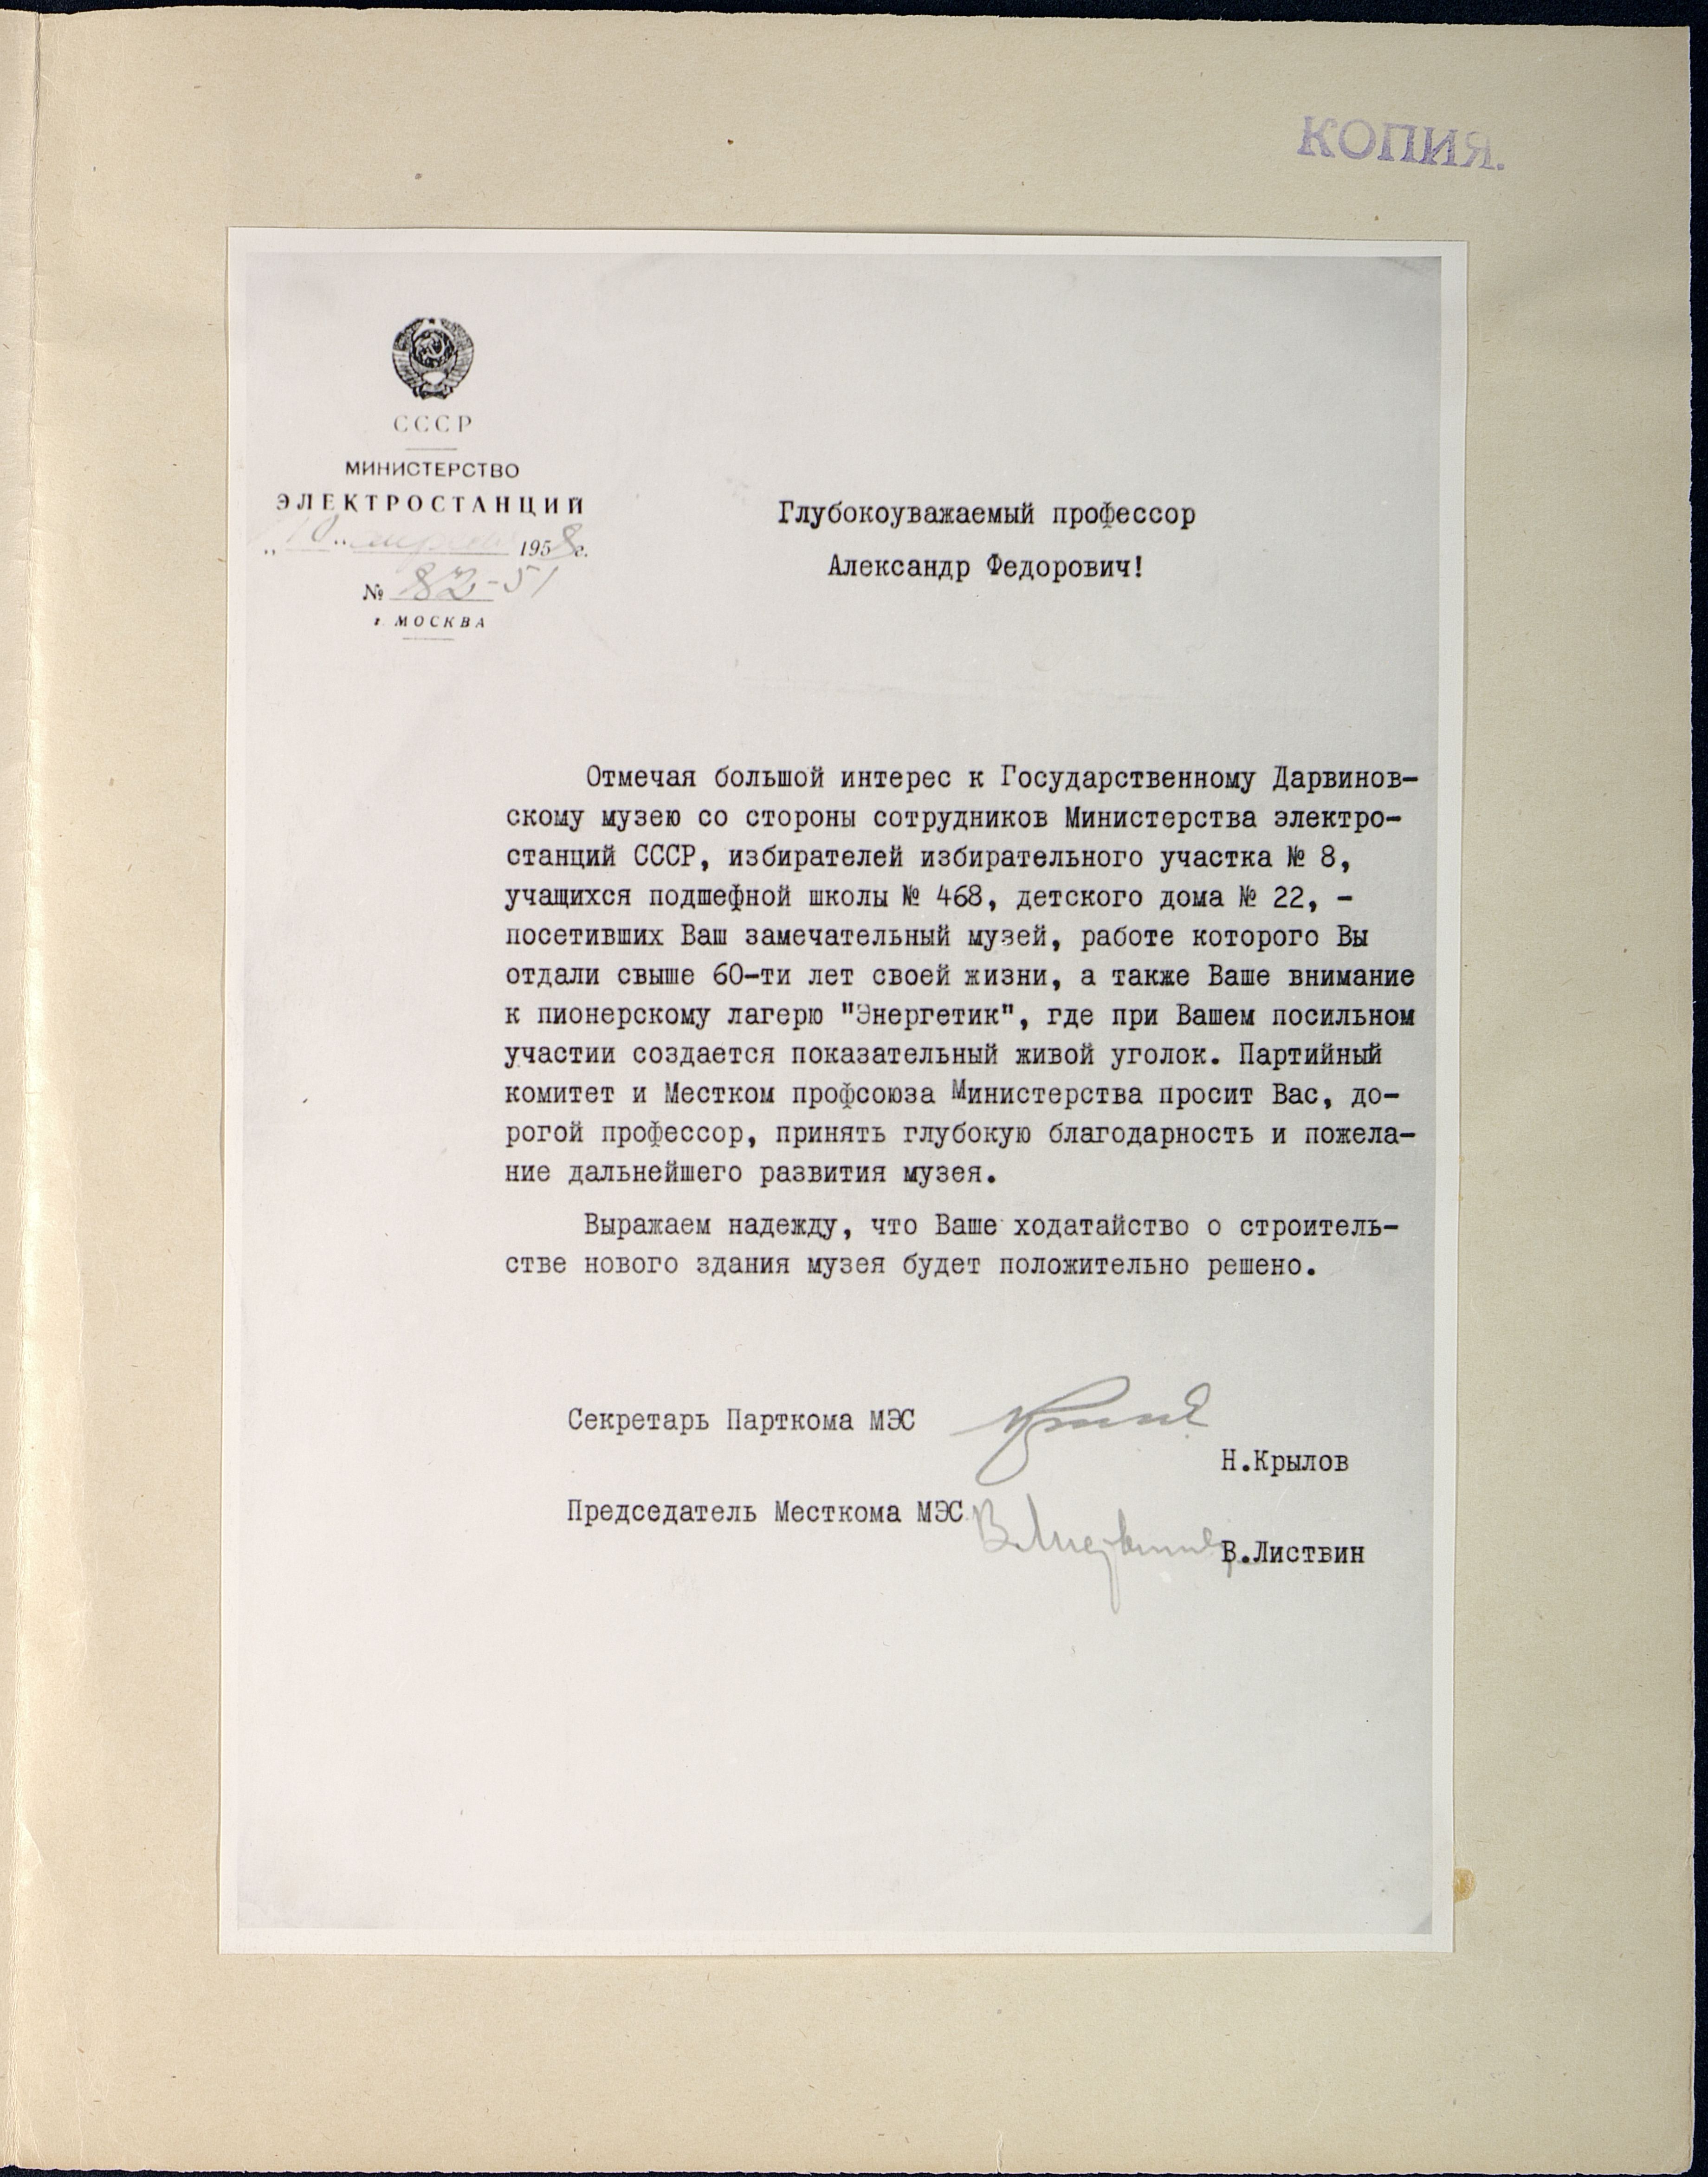 КОПИЯ.
СССР
МИНИСТЕРСТВО
ЭЛЕКТРОСТАНЦИЙ
„10" апреля 1958г.
№ 82-51
г. МОСКВА
Глубокоуважаемый профессор
Александр Федорович!
Отмечая большой интерес к Государственному Дарвинов-
скому музею со стороны сотрудников Министерства электро-
станций СССР, избирателей избирательного участка № 8,
учащихся подшефной школы № 468, детского дома № 22, -
посетивших Ваш замечательный музей, работе которого Вы
отдали свыше 60-ти лет своей жизни, а также Ваше внимание
к пионерскому лагерю "Энергетик", где при Вашем посильном
участии создается показательный живой уголок. Партийный
комитет и Местком профсоюза Министерства просит Вас, до-
рогой профессор, принять глубокую благодарность и пожела-
ние дальнейшего развития музея.
Выражаем надежду, что Ваше ходатайство о строитель-
стве нового здания музея будет положительно решено.
Секретарь Парткома МЭС
Н.Крылов
Председатель Месткома МЭС
В.Листвин